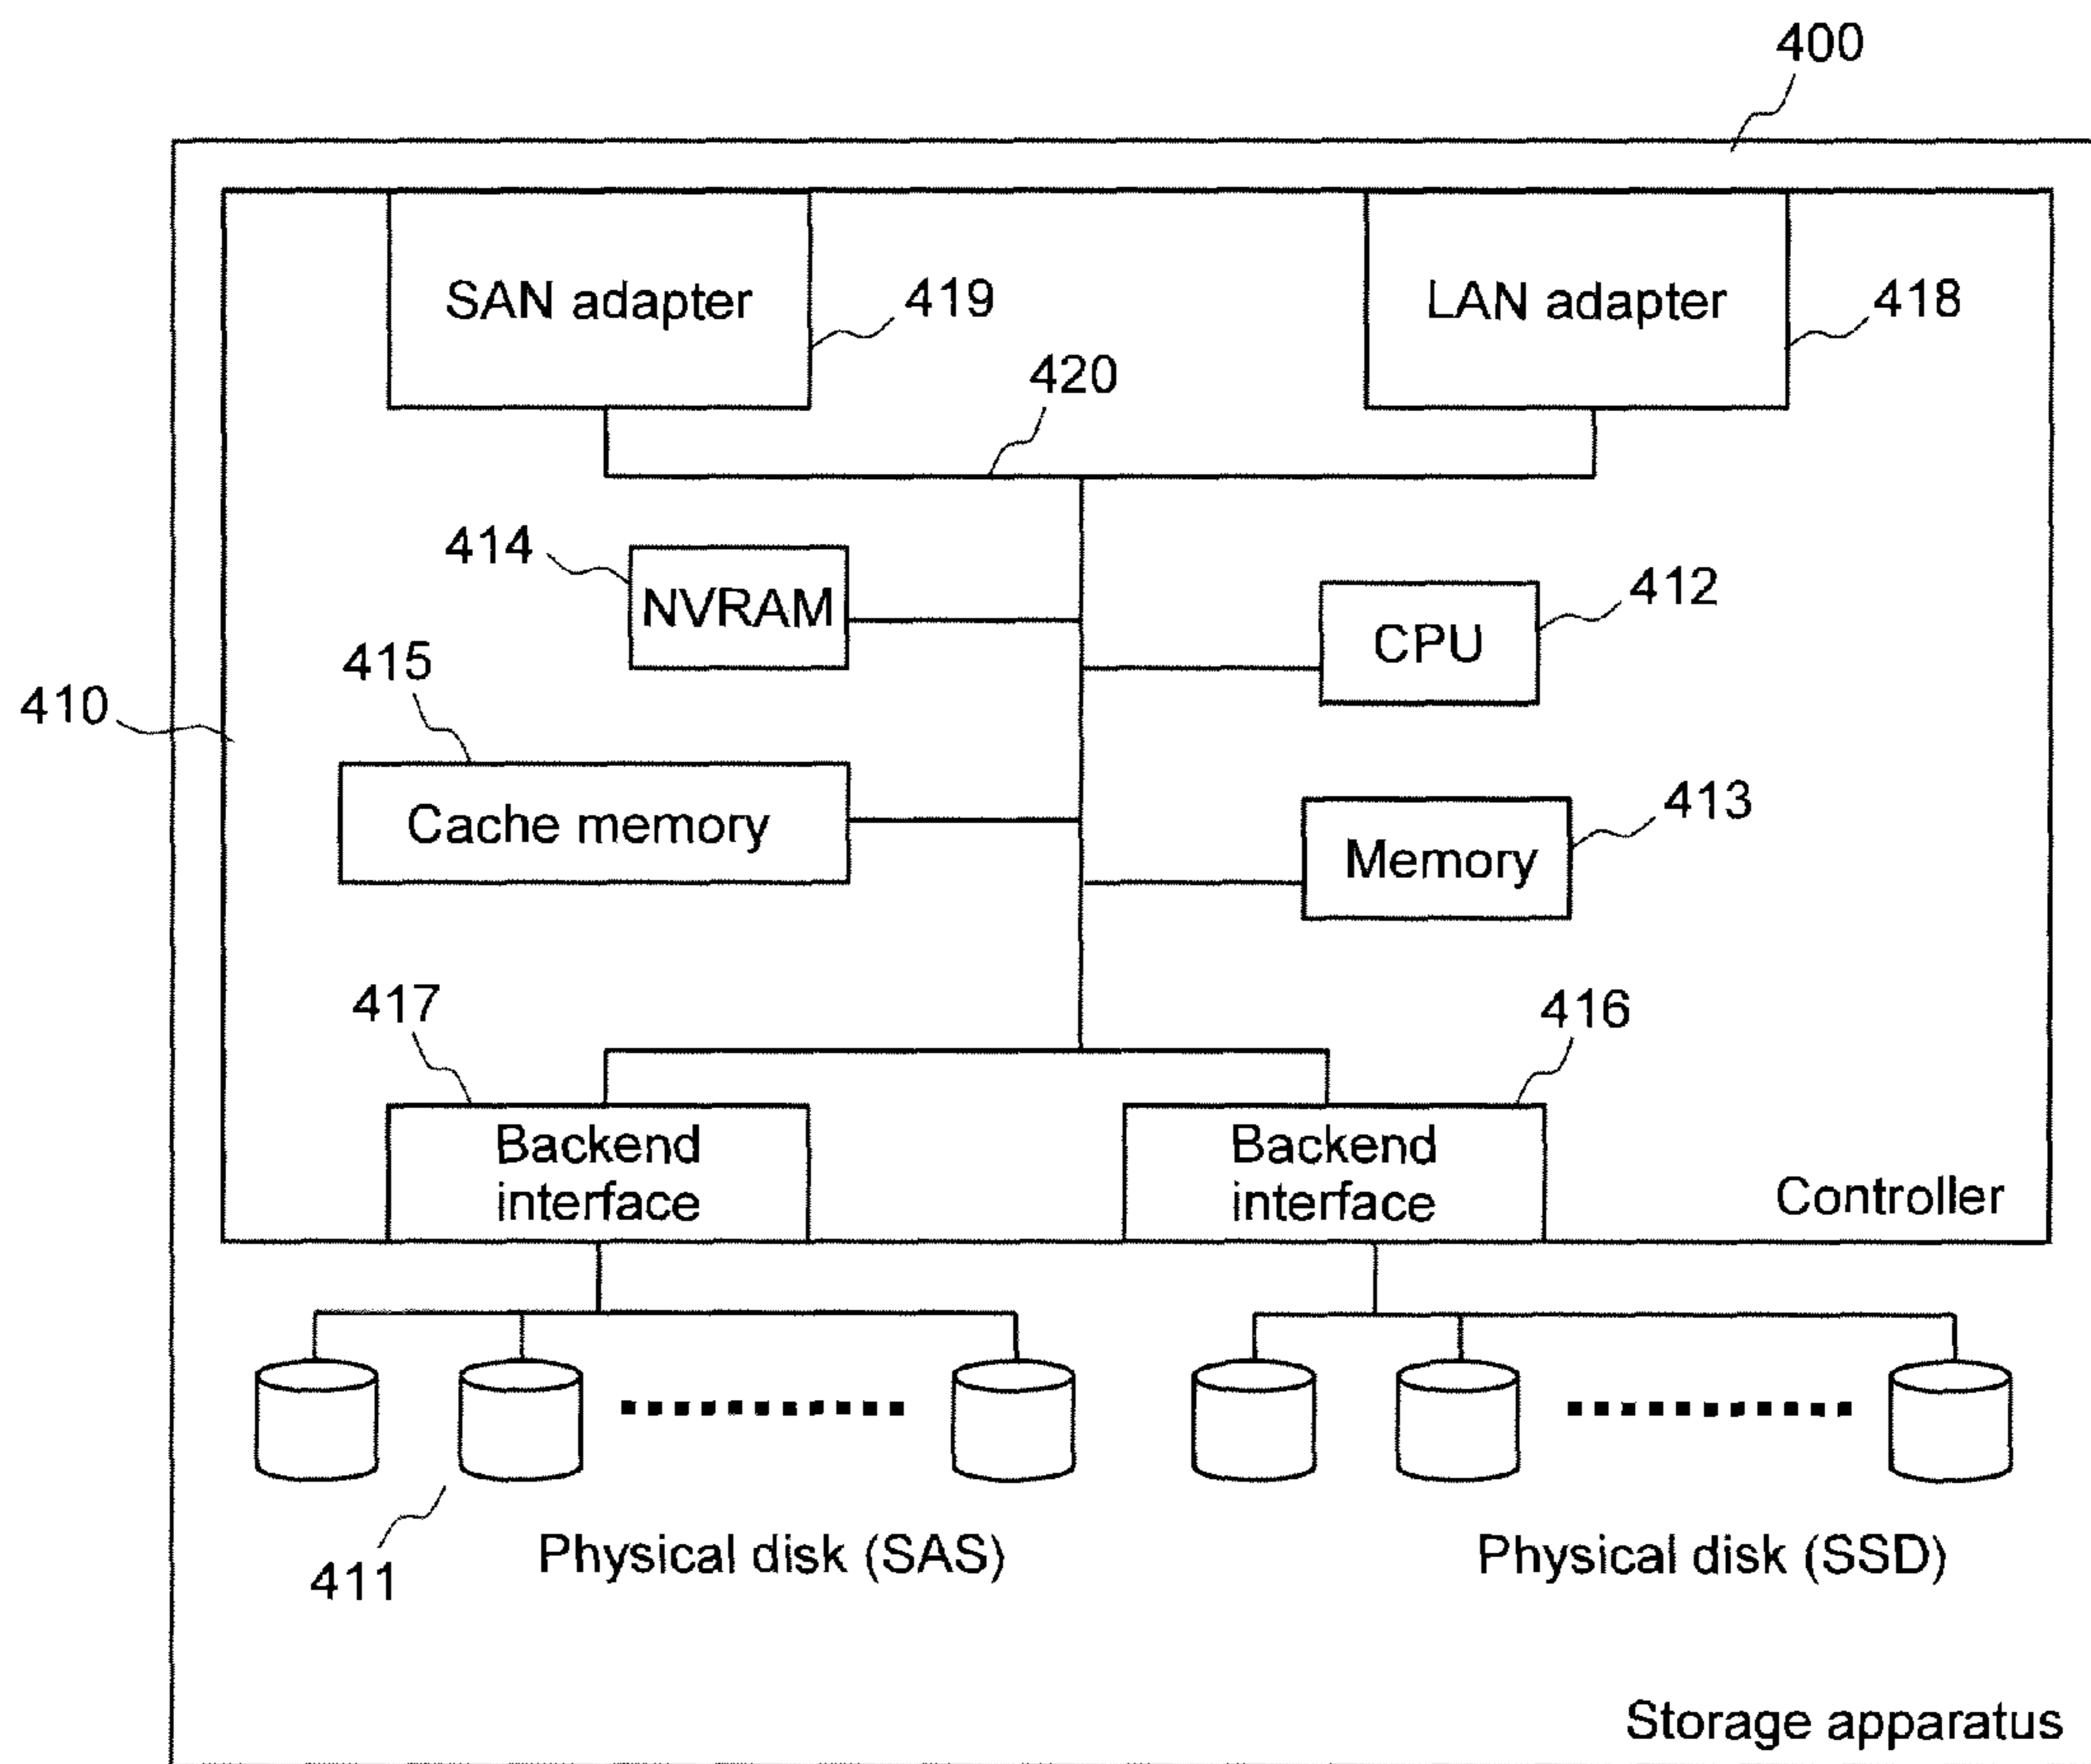 400
SAN adapter
419
LAN adapter
418
420
414
NVRAM
412
CPU
415
410
Cache memory
413
Memory
417
416
Backend
interface
Backend
interface
Controller
411
Physical disk (SAS)
Physical disk (SSD)
Storage apparatus